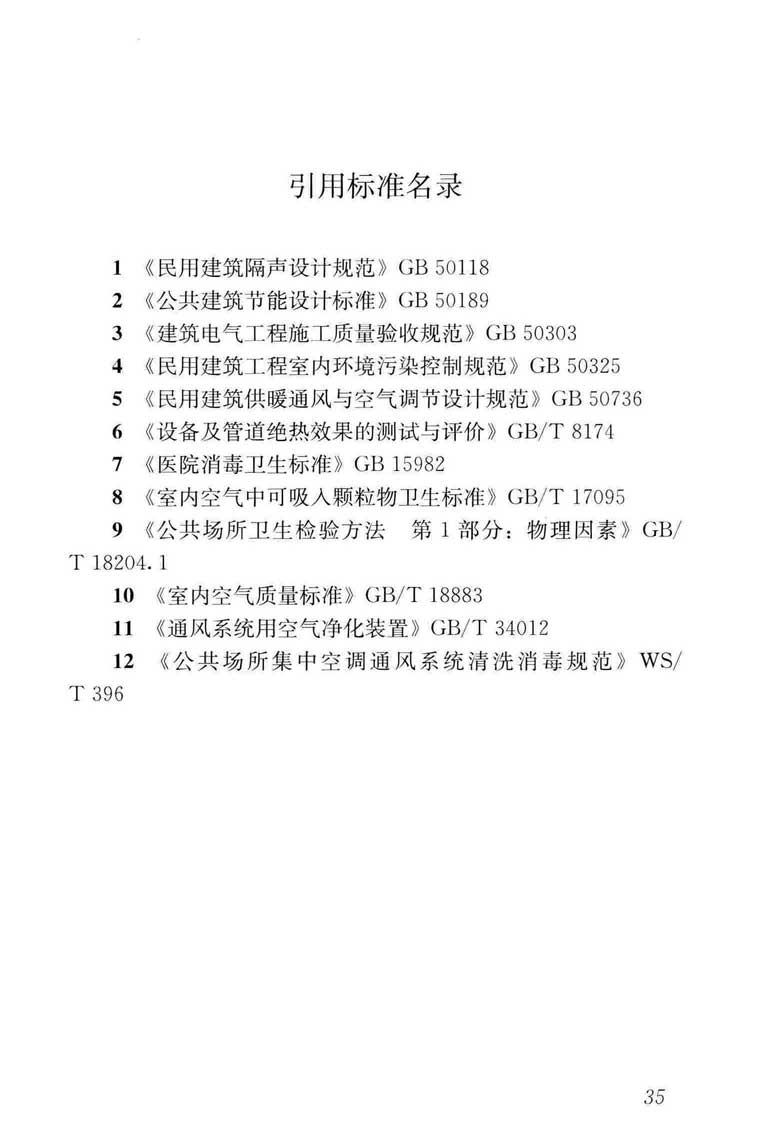 引用标准名录
1 《民用建筑隔声设计规范》GB 50118
2 《公共建筑节能设计标准》GB 50189
3 《建筑电气工程施工质量验收规范》GB 50303
4 《民用建筑工程室内环境污染控制规范》GB 50325
5 《民用建筑供暖通风与空气调节设计规范》GB 50736
6 《设备及管道绝热效果的测试与评价》GB/T 8174
7 《医院消毒卫生标准》GB 15982
8 《室内空气中可吸入颗粒物卫生标准》GB/T 17095
9 《公共场所卫生检验方法　第 1 部分：物理因素》GB/
T 18204.1
10 《室内空气质量标准》GB/T 18883
11 《通风系统用空气净化装置》GB/T 34012
12 《公共场所集中空调通风系统清洗消毒规范》WS/
T 396
35